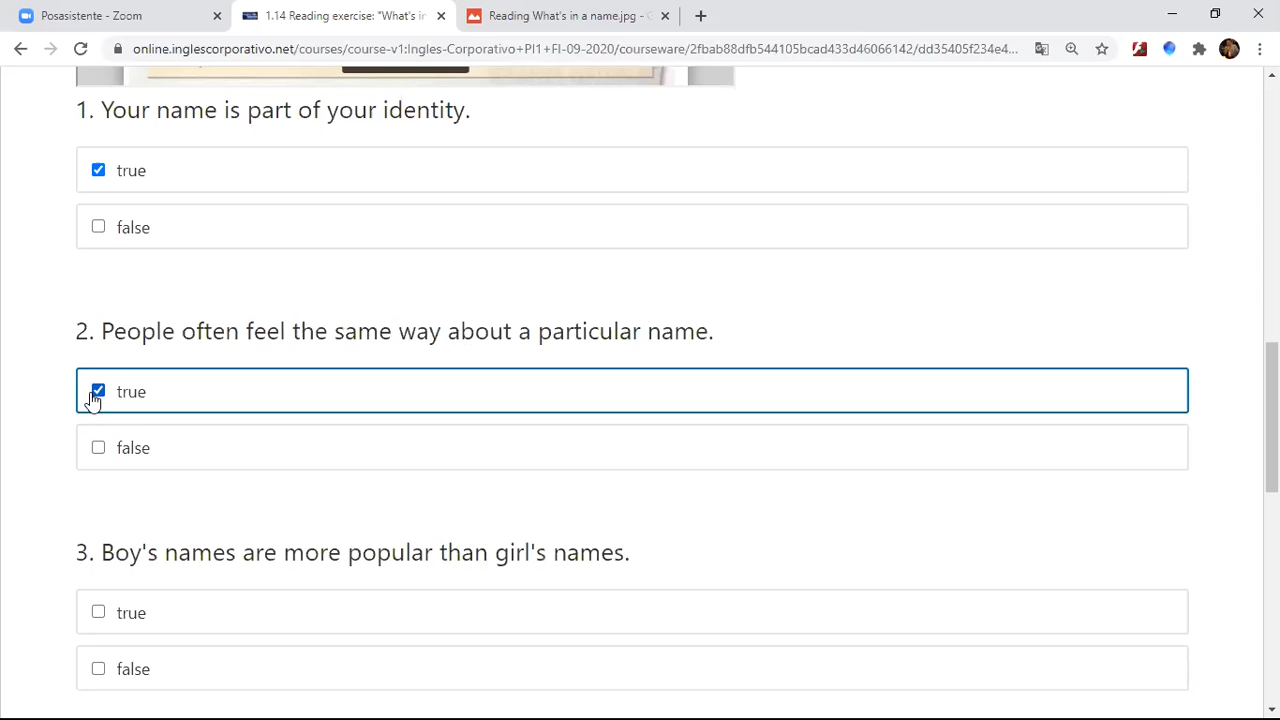 Posasistente - Zoom
1.14 Reading exercise: "What's in
Reading What's in a name.jpg -
online.inglescorporativo.net/courses/course-v1:Ingles-Corporativo+PI1+FI-09-2020/courseware/2fbab88dfb544105bcad433d46066142/dd35405f234e4...
1. Your name is part of your identity.
true
false
2. People often feel the same way about a particular name.
true
false
3. Boy's names are more popular than girl's names.
true
false